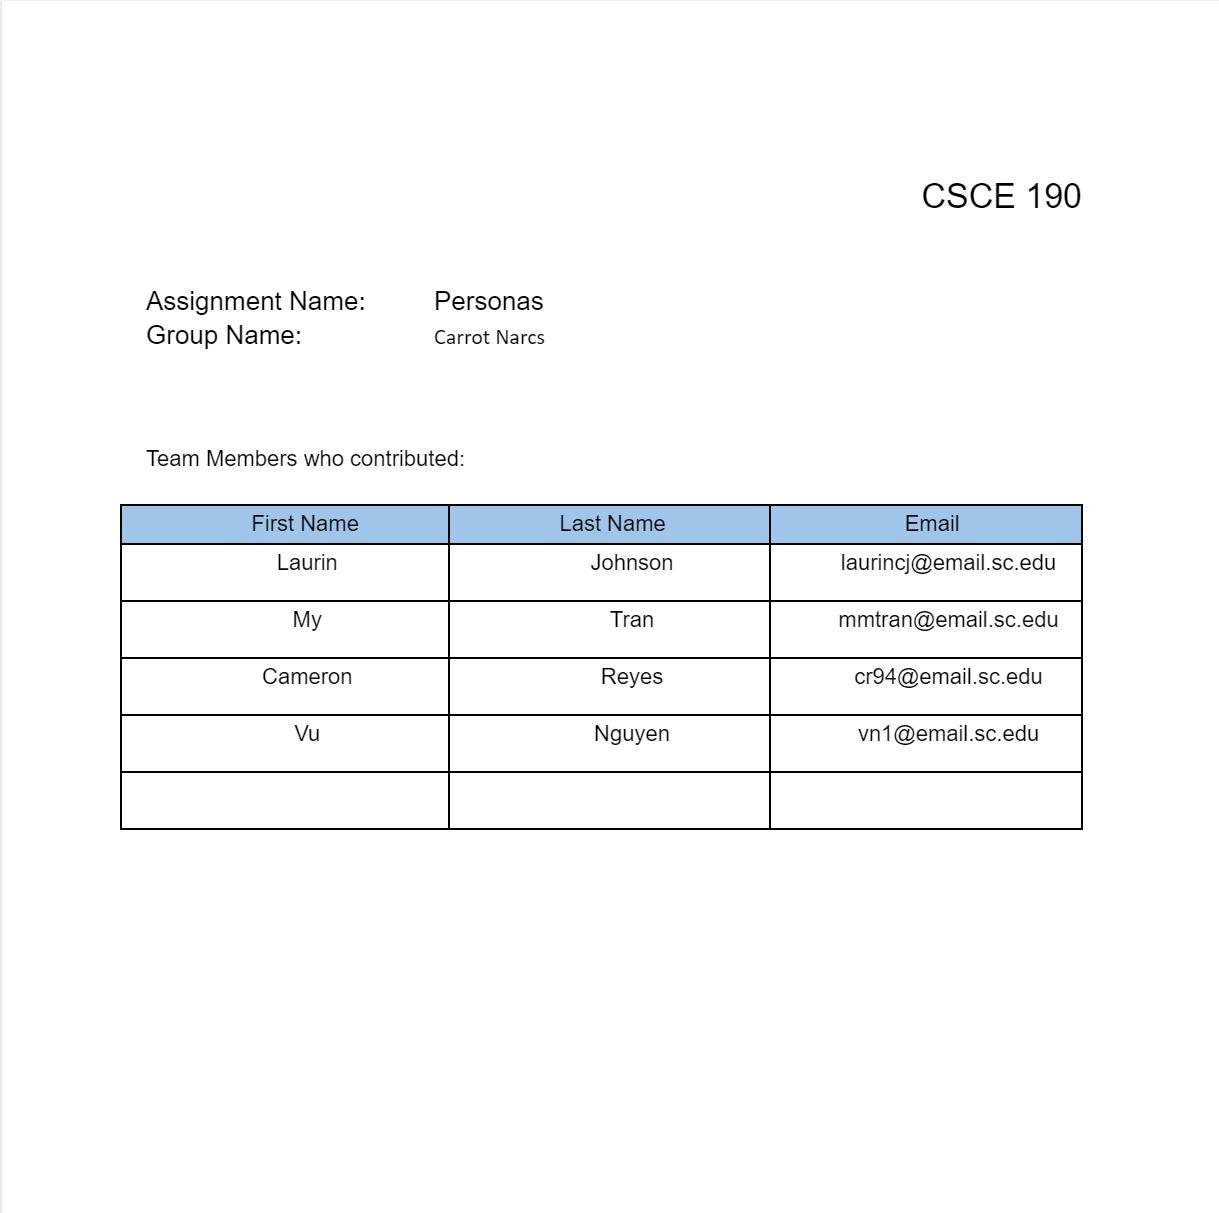 CSCE 190
Assignment Name: Personas
Group Name: Carrot Narcs
Team Members who contributed:
First Name Last Name Email
Laurin Johnson laurincj@email.sc.edu
My Tran mmtran@email.sc.edu
Cameron Reyes cr94@email.sc.edu
Vu Nguyen vn1@email.sc.edu